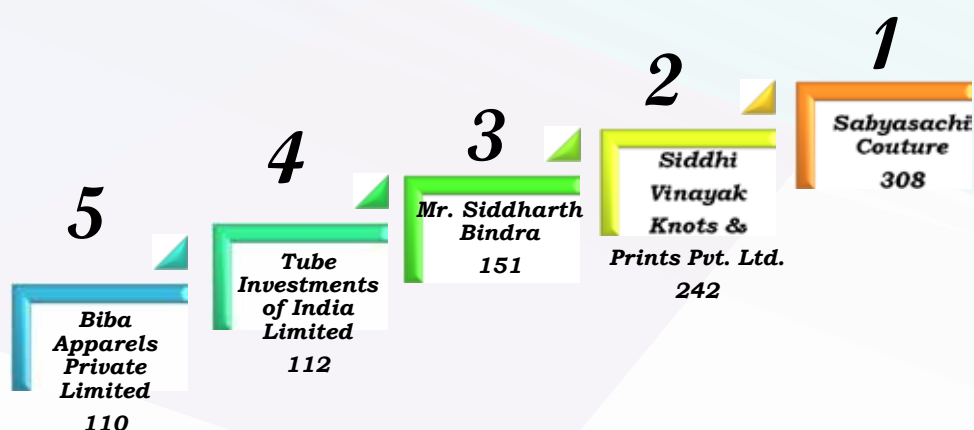 1
Sabyasachi
Couture
308
2
Siddhi
Vinayak
Knots &
Prints Pvt. Ltd.
242
3
Mr. Siddharth
Bindra
151
4
Tube
Investments
of India
Limited
112
5
Biba
Apparels
Private
Limited
110